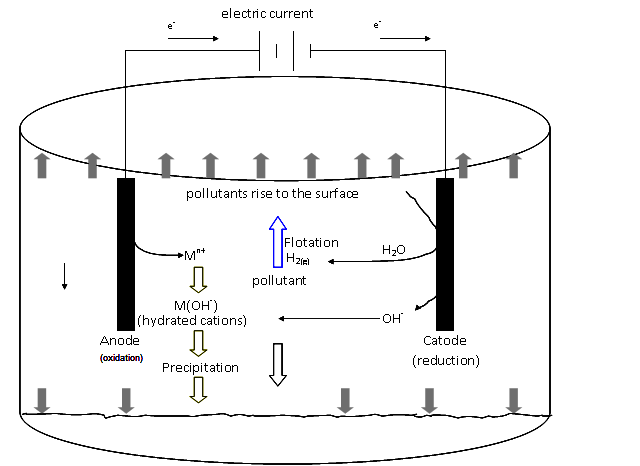 electric current
e⁻
e⁻
pollutants rise to the surface
Mⁿ⁺
Flotation
H₂₍g₎
H₂O
pollutant
M(OH⁻)
(hydrated cations)
OH⁻
Anode
(oxidation)
Catode
(reduction)
Precipitation